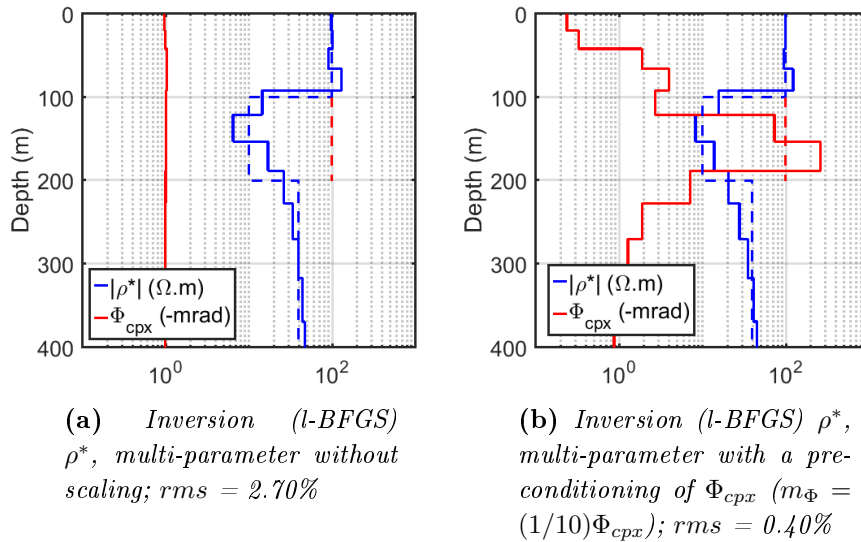 0
100
200
300
400
Depth (m)
|ρ*| (Ω.m)
Φcpx (-mrad)
10^0
10^2
(a) Inversion (l-BFGS)
ρ*, multi-parameter without
scaling; rms = 2.70%
0
100
200
300
400
Depth (m)
|ρ*| (Ω.m)
Φcpx (-mrad)
10^0
10^2
(b) Inversion (l-BFGS) ρ*,
multi-parameter with a pre-
conditioning of Φcpx (mΦ =
(1/10)Φcpx); rms = 0.40%